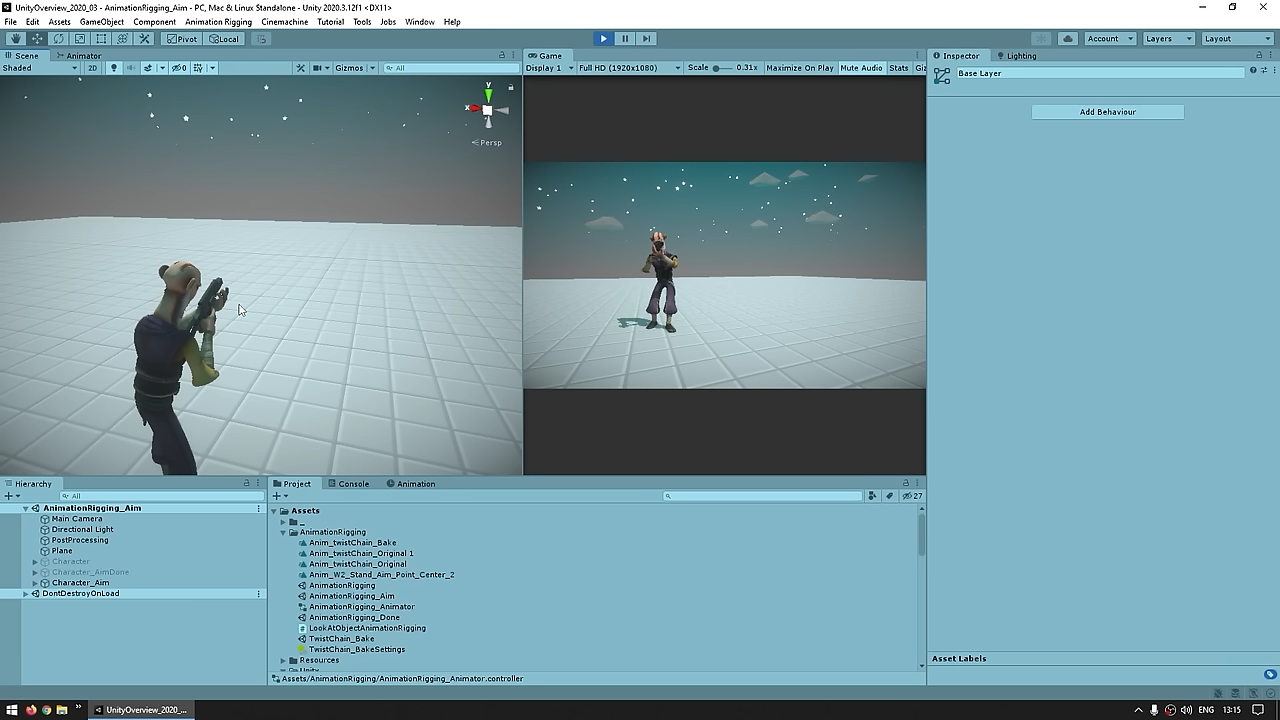 UnityOverview_2020_03 - AnimationRigging_Aim - PC, Mac & Linux Standalone - Unity 2020.3.12f1 <DX11>
File Edit Assets GameObject Component Animation Rigging Cinemachine Tutorial Tools Jobs Window Help
Pivot Local Account Layers Layout
Scene Animator Game Inspector Lighting
Shaded 2D 0 Gizmos All Display 1 Full HD (1920x1080) Scale 0.31x Maximize On Play Mute Audio Stats Gi
Base Layer
Add Behaviour
y
x
Persp
Hierarchy Project Console Animation
All 27
AnimationRigging_Aim
Main Camera
Directional Light
PostProcessing
Plane
Character
Character_AimDone
Character_Aim
DontDestroyOnLoad
Assets
_
AnimationRigging
Anim_twistChain_Bake
Anim_twistChain_Original 1
Anim_twistChain_Original
Anim_W2_Stand_Aim_Point_Center_2
AnimationRigging
AnimationRigging_Aim
AnimationRigging_Animator
AnimationRigging_Done
LookAtObjectAnimationRigging
TwistChain_Bake
TwistChain_BakeSettings
Resources
Assets/AnimationRigging/AnimationRigging_Animator.controller
Asset Labels
UnityOverview_2020_... ENG 13:15